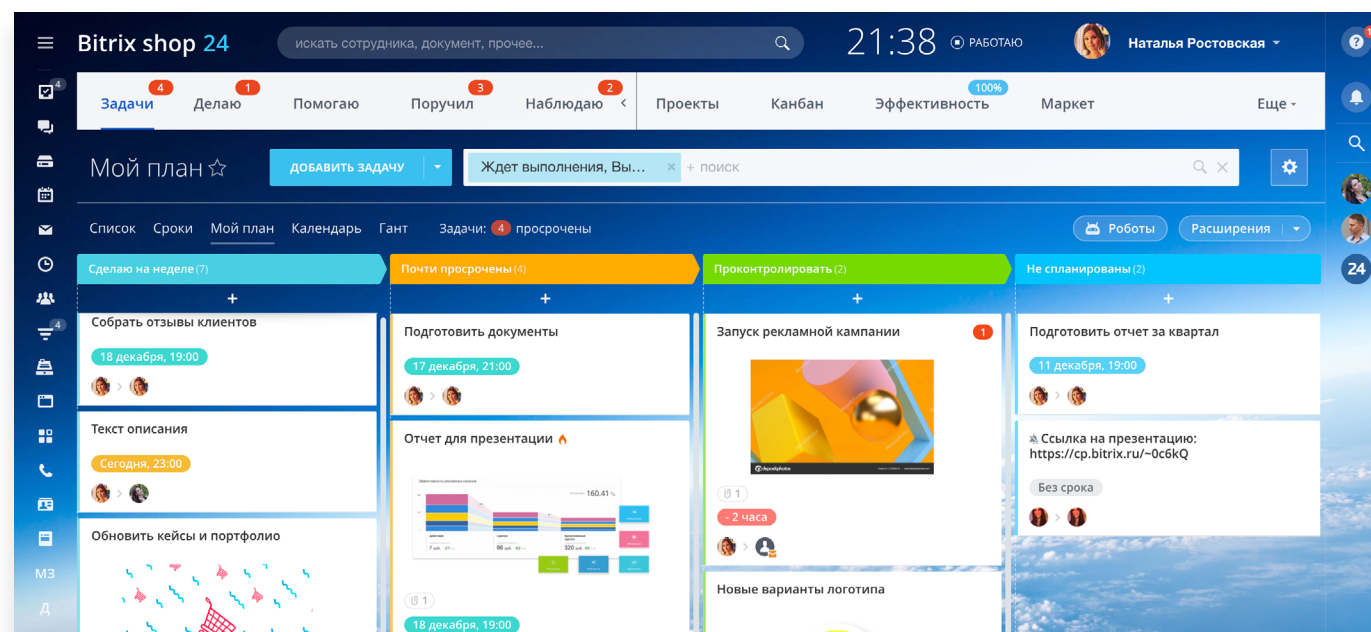 Bitrix shop 24
искать сотрудника, документ, прочее...
21:38 РАБОТАЮ
Наталья Ростовская
4 1 3 2 100%
Задачи Делаю Помогаю Поручил Наблюдаю < Проекты Канбан Эффективность Маркет Еще
4
Мой план
ДОБАВИТЬ ЗАДАЧУ
Ждет выполнения, Вы... × + поиск
Список Сроки Мой план Календарь Гант Задачи: 4 просрочены
Роботы Расширения
24
4
МЗ
Д
Сделаю на неделе (7)
+
Собрать отзывы клиентов
18 декабря, 19:00
Текст описания
Сегодня, 23:00
Обновить кейсы и портфолио
Почти просрочены (4)
+
Подготовить документы
17 декабря, 21:00
Отчет для презентации
160.41 %
7 96 320
1
18 декабря, 19:00
Проконтролировать (2)
+
Запуск рекламной кампании 1
depositphotos
1
- 2 часа
Новые варианты логотипа
Не спланированы (2)
+
Подготовить отчет за квартал
11 декабря, 19:00
Ссылка на презентацию:
https://cp.bitrix.ru/~0c6kQ
Без срока